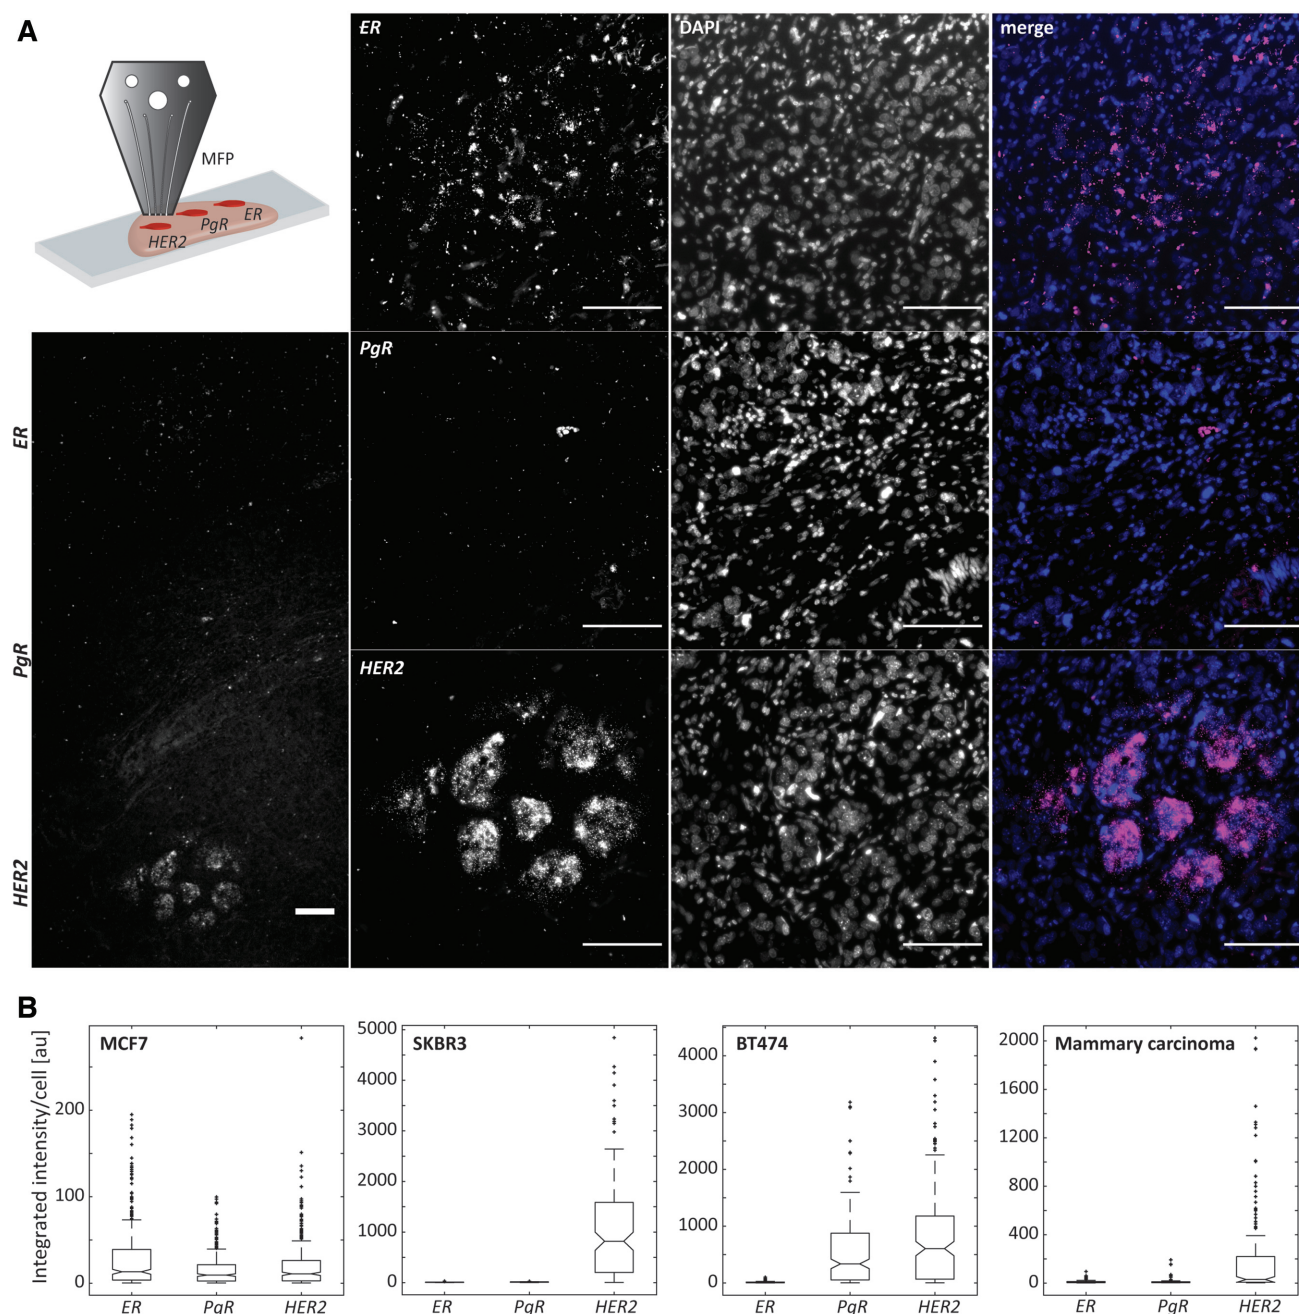 A
ER
DAPI
merge
MFP
ER
PgR
HER2
PgR
ER
PgR
HER2
HER2
B
Integrated intensity/cell [au]
MCF7
200
100
0
ER PgR HER2
SKBR3
5000
4000
3000
2000
1000
0
ER PgR HER2
BT474
4000
3000
2000
1000
0
ER PgR HER2
Mammary carcinoma
2000
1600
1200
800
400
0
ER PgR HER2